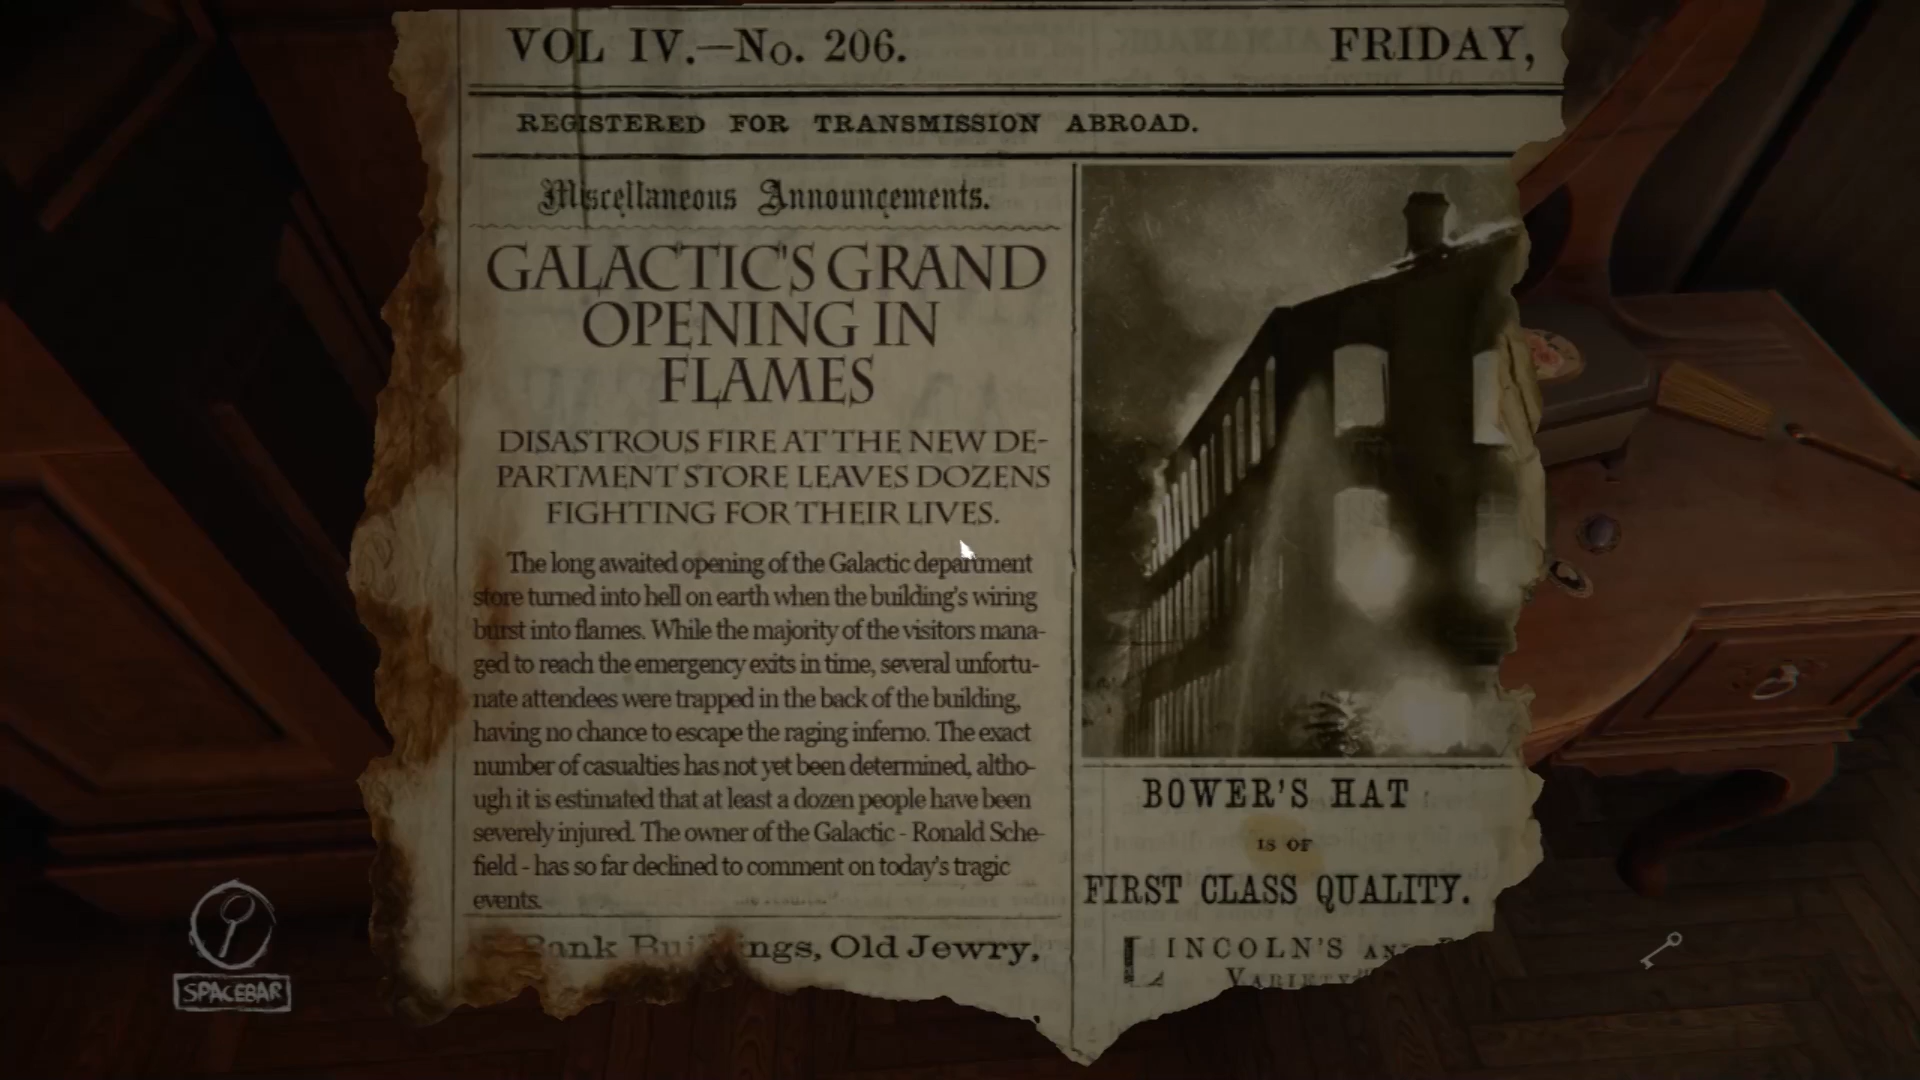 VOL IV.—No. 206.
FRIDAY,
REGISTERED FOR TRANSMISSION ABROAD.
Miscellaneous Announcements.
GALACTIC'S GRAND
OPENING IN
FLAMES
DISASTROUS FIRE AT THE NEW DE-
PARTMENT STORE LEAVES DOZENS
FIGHTING FOR THEIR LIVES.
The long awaited opening of the Galactic department
store turned into hell on earth when the building's wiring
burst into flames. While the majority of the visitors mana-
ged to reach the emergency exits in time, several unfortu-
nate attendees were trapped in the back of the building,
having no chance to escape the raging inferno. The exact
number of casualties has not yet been determined, altho-
ugh it is estimated that at least a dozen people have been
severely injured. The owner of the Galactic - Ronald Sche-
field - has so far declined to comment on today's tragic
events.
Bank Buildings, Old Jewry,
BOWER'S HAT
IS OF
FIRST CLASS QUALITY.
LINCOLN'S
VARIETY
SPACEBAR